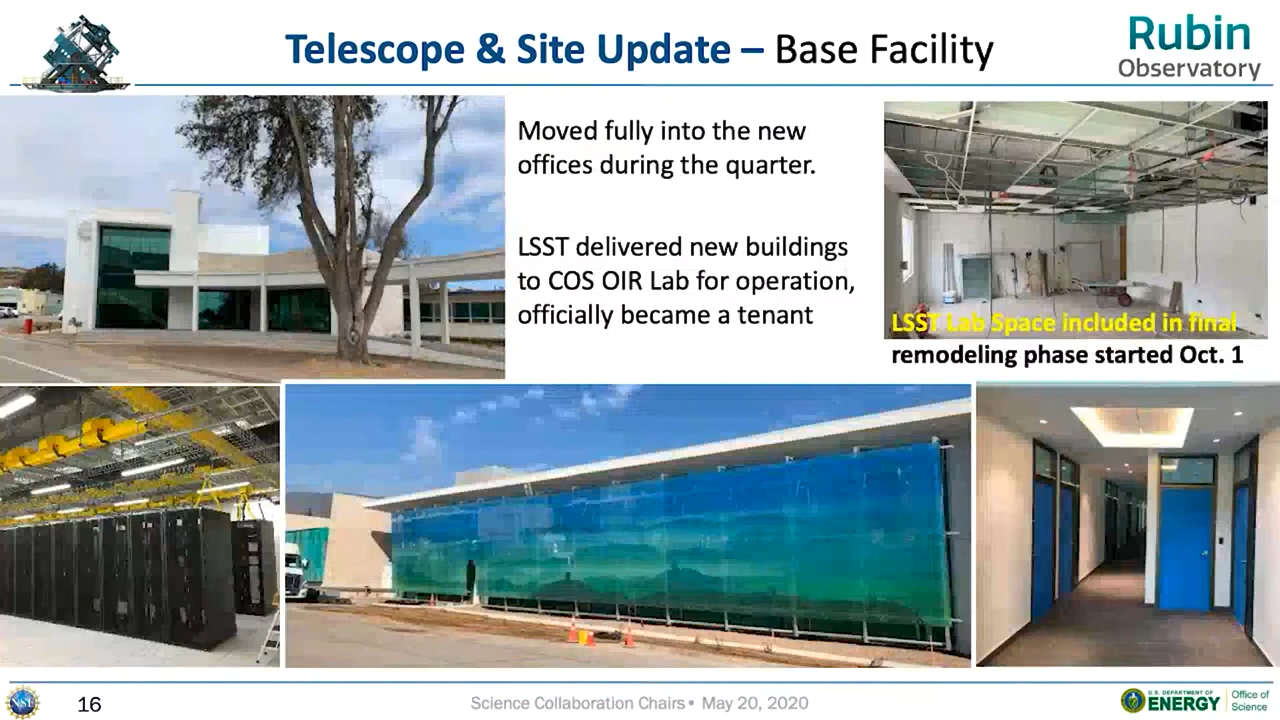 Telescope & Site Update – Base Facility
Rubin
Observatory
Moved fully into the new
offices during the quarter.
LSST delivered new buildings
to COS OIR Lab for operation,
officially became a tenant
LSST Lab Space included in final
remodeling phase started Oct. 1
NSF
16
Science Collaboration Chairs• May 20, 2020
U.S. DEPARTMENT OF
ENERGY
Office of
Science